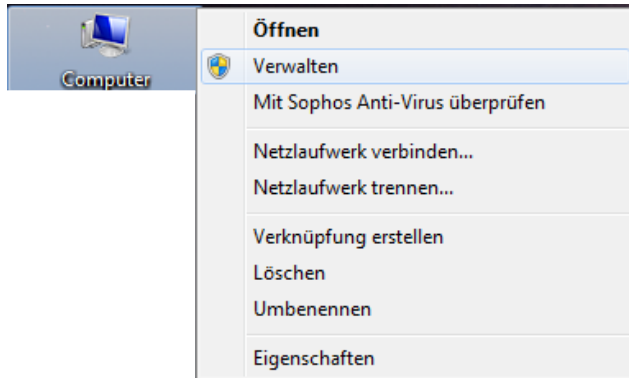 Computer
Öffnen
Verwalten
Mit Sophos Anti-Virus überprüfen
Netzlaufwerk verbinden...
Netzlaufwerk trennen...
Verknüpfung erstellen
Löschen
Umbenennen
Eigenschaften